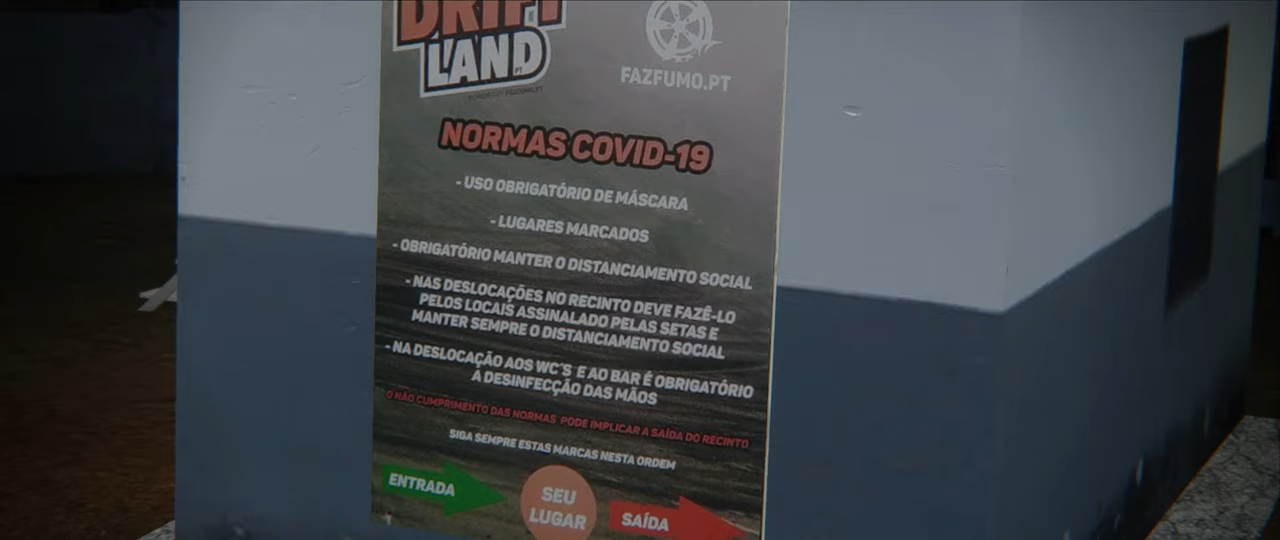 DRIFT
LAND
FAZFUMO.PT
NORMAS COVID-19
- USO OBRIGATÓRIO DE MÁSCARA
- LUGARES MARCADOS
- OBRIGATÓRIO MANTER O DISTANCIAMENTO SOCIAL
- NAS DESLOCAÇÕES NO RECINTO DEVE FAZÊ-LO
PELOS LOCAIS ASSINALADO PELAS SETAS E
MANTER SEMPRE O DISTANCIAMENTO SOCIAL
- NA DESLOCAÇÃO AOS WC´S E AO BAR É OBRIGATÓRIO
A DESINFECÇÃO DAS MÃOS
O NÃO CUMPRIMENTO DAS NORMAS PODE IMPLICAR A SAÍDA DO RECINTO
SIGA SEMPRE ESTAS MARCAS NESTA ORDEM
ENTRADA
SEU
LUGAR
SAÍDA